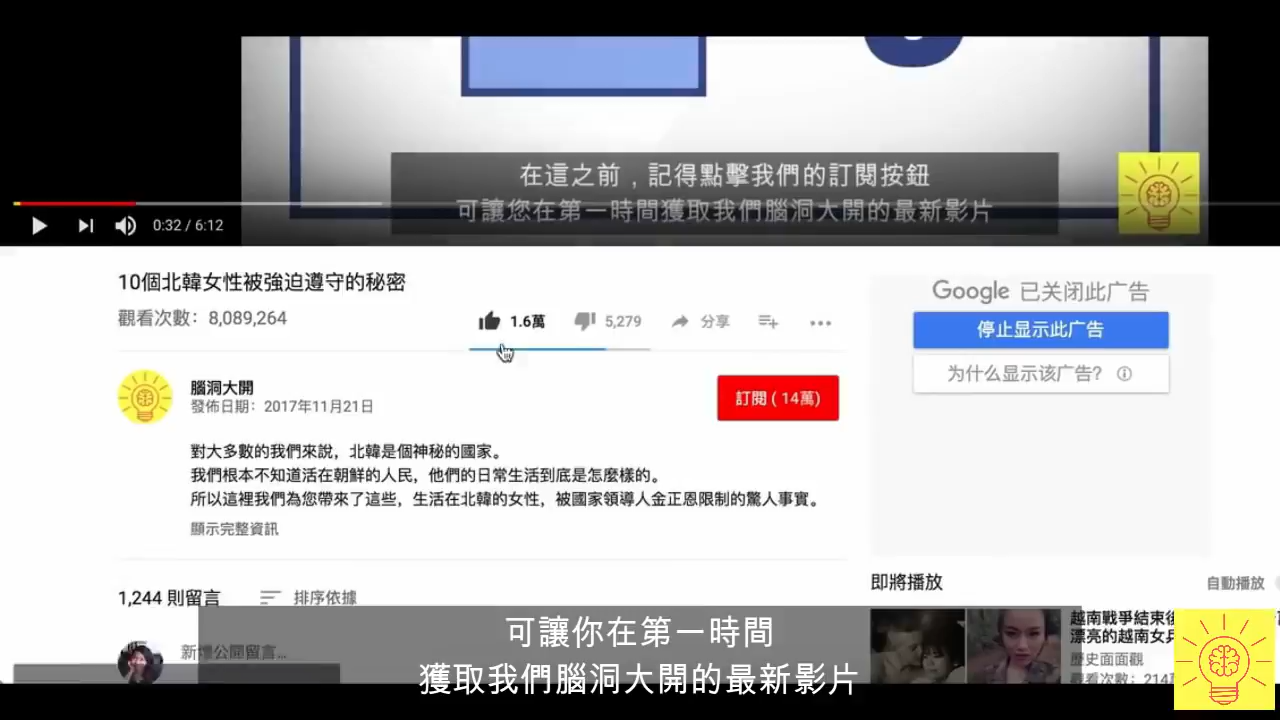 在這之前，記得點擊我們的訂閱按鈕
可讓您在第一時間獲取我們腦洞大開的最新影片
0:32 / 6:12
10個北韓女性被強迫遵守的秘密
觀看次數：8,089,264
1.6萬
5,279
分享
Google 已关闭此广告
停止显示此广告
为什么显示该广告?
腦洞大開
發佈日期：2017年11月21日
訂閱 ( 14萬)
對大多數的我們來說，北韓是個神秘的國家。
我們根本不知道活在朝鮮的人民，他們的日常生活到底是怎麼樣的。
所以這裡我們為您帶來了這些，生活在北韓的女性，被國家領導人金正恩限制的驚人事實。
顯示完整資訊
即將播放
自動播放
1,244 則留言
排序依據
越南戰爭結束後
漂亮的越南女兵
歷史面面觀
觀看次數：214
新增公開留言...
可讓你在第一時間
獲取我們腦洞大開的最新影片